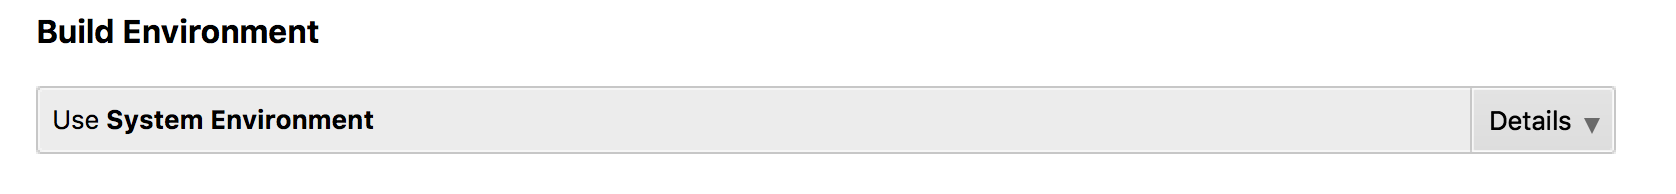 Build Environment
Use System Environment
Details ▼